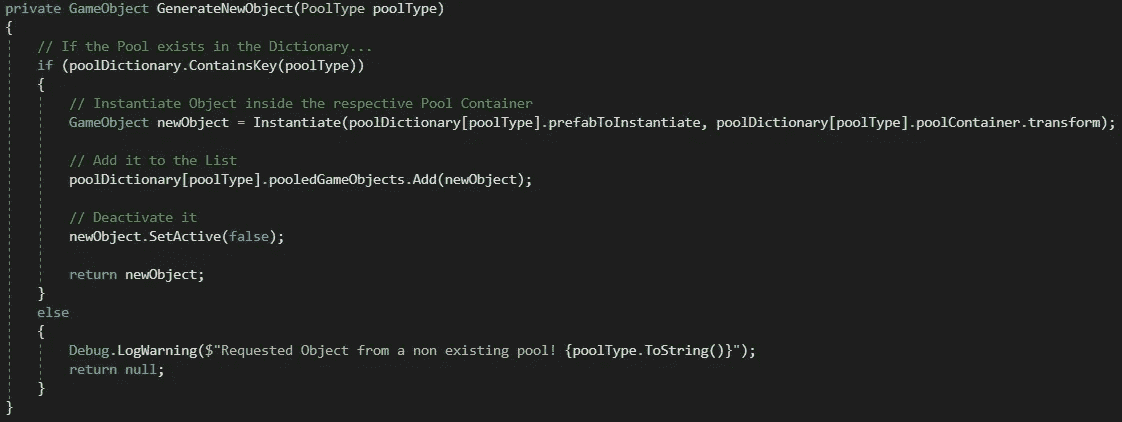 private GameObject GenerateNewObject(PoolType poolType)
{
// If the Pool exists in the Dictionary...
if (poolDictionary.ContainsKey(poolType))
{
// Instantiate Object inside the respective Pool Container
GameObject newObject = Instantiate(poolDictionary[poolType].prefabToInstantiate, poolDictionary[poolType].poolContainer.transform);
// Add it to the List
poolDictionary[poolType].pooledGameObjects.Add(newObject);
// Deactivate it
newObject.SetActive(false);
return newObject;
}
else
{
Debug.LogWarning($"Requested Object from a non existing pool! {poolType.ToString()}");
return null;
}
}